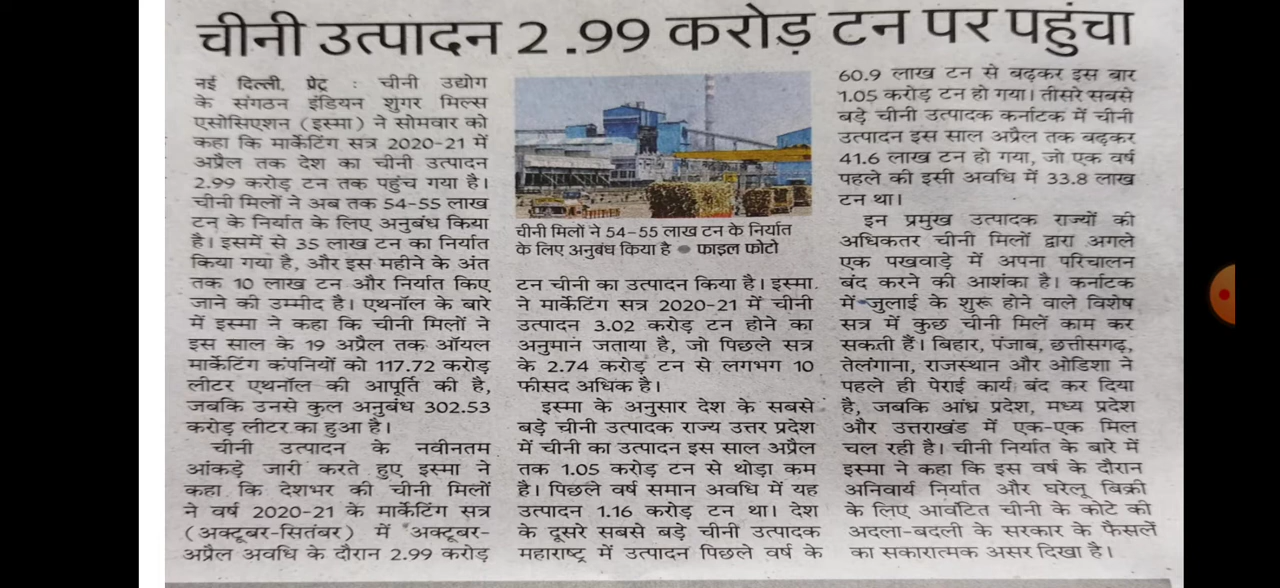 चीनी उत्पादन 2.99 करोड़ टन पर पहुंचा
नई दिल्ली, प्रेट्र : चीनी उद्योग
के संगठन इंडियन शुगर मिल्स
एसोसिएशन (इस्मा) ने सोमवार को
कहा कि मार्केटिंग सत्र 2020-21 में
अप्रैल तक देश का चीनी उत्पादन
2.99 करोड़ टन तक पहुंच गया है।
चीनी मिलों ने अब तक 54-55 लाख
टन के निर्यात के लिए अनुबंध किया
है। इसमें से 35 लाख टन का निर्यात
किया गया है, और इस महीने के अंत
तक 10 लाख टन और निर्यात किए
जाने की उम्मीद है। एथनॉल के बारे
में इस्मा ने कहा कि चीनी मिलों ने
इस साल के 19 अप्रैल तक ऑयल
मार्केटिंग कंपनियों को 117.72 करोड़
लीटर एथनॉल की आपूर्ति की है,
जबकि उनसे कुल अनुबंध 302.53
करोड़ लीटर का हुआ है।
चीनी उत्पादन के नवीनतम
आंकड़े जारी करते हुए इस्मा ने
कहा कि देशभर की चीनी मिलों
ने वर्ष 2020-21 के मार्केटिंग सत्र
(अक्टूबर-सितंबर) में अक्टूबर-
अप्रैल अवधि के दौरान 2.99 करोड़
चीनी मिलों ने 54-55 लाख टन के निर्यात
के लिए अनुबंध किया है ● फाइल फोटो
टन चीनी का उत्पादन किया है। इस्मा
ने मार्केटिंग सत्र 2020-21 में चीनी
उत्पादन 3.02 करोड़ टन होने का
अनुमान जताया है, जो पिछले सत्र
के 2.74 करोड़ टन से लगभग 10
फीसद अधिक है।
इस्मा के अनुसार देश के सबसे
बड़े चीनी उत्पादक राज्य उत्तर प्रदेश
में चीनी का उत्पादन इस साल अप्रैल
तक 1.05 करोड़ टन से थोड़ा कम
है। पिछले वर्ष समान अवधि में यह
उत्पादन 1.16 करोड़ टन था। देश
के दूसरे सबसे बड़े चीनी उत्पादक
महाराष्ट्र में उत्पादन पिछले वर्ष के
60.9 लाख टन से बढ़कर इस बार
1.05 करोड़ टन हो गया। तीसरे सबसे
बड़े चीनी उत्पादक कर्नाटक में चीनी
उत्पादन इस साल अप्रैल तक बढ़कर
41.6 लाख टन हो गया, जो एक वर्ष
पहले की इसी अवधि में 33.8 लाख
टन था।
इन प्रमुख उत्पादक राज्यों की
अधिकतर चीनी मिलों द्वारा अगले
एक पखवाड़े में अपना परिचालन
बंद करने की आशंका है। कर्नाटक
में जुलाई के शुरू होने वाले विशेष
सत्र में कुछ चीनी मिलें काम कर
सकती हैं। बिहार, पंजाब, छत्तीसगढ़,
तेलंगाना, राजस्थान और ओडिशा ने
पहले ही पेराई कार्य बंद कर दिया
है, जबकि आंध्र प्रदेश, मध्य प्रदेश
और उत्तराखंड में एक-एक मिल
चल रही है। चीनी निर्यात के बारे में
इस्मा ने कहा कि इस वर्ष के दौरान
अनिवार्य निर्यात और घरेलू बिक्री
के लिए आवंटित चीनी के कोटे की
अदला-बदली के सरकार के फैसलें
का सकारात्मक असर दिखा है।